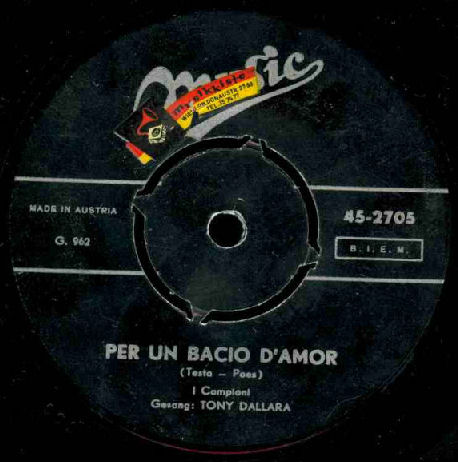 Music
MADE IN AUSTRIA
45-2705
G. 962
B. I. E. M.
PER UN BACIO D'AMOR
(Testa - Poes)
I Campioni
Gesang: TONY DALLARA